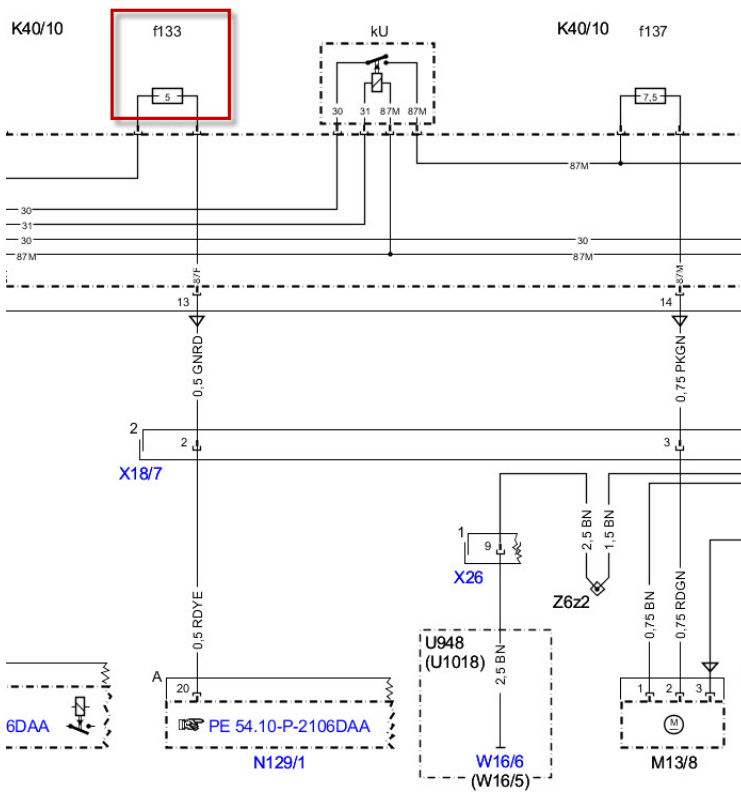 K40/10 f133 kU K40/10 f137
5 7,5
30 31 87M 87M
87M
30
31
30 30
87M 87M
87F 87M
13 14
0,5 GNRD 0,75 PKGN
2 2 3
X18/7
1 9
X26
2,5 BN 1,5 BN
Z6z2
0,5 RDYE 0,75 BN 0,75 RDGN
U948
(U1018) 2,5 BN
A 20 1 2 3
6DAA PE 54.10-P-2106DAA M
N129/1 W16/6 M13/8
(W16/5)